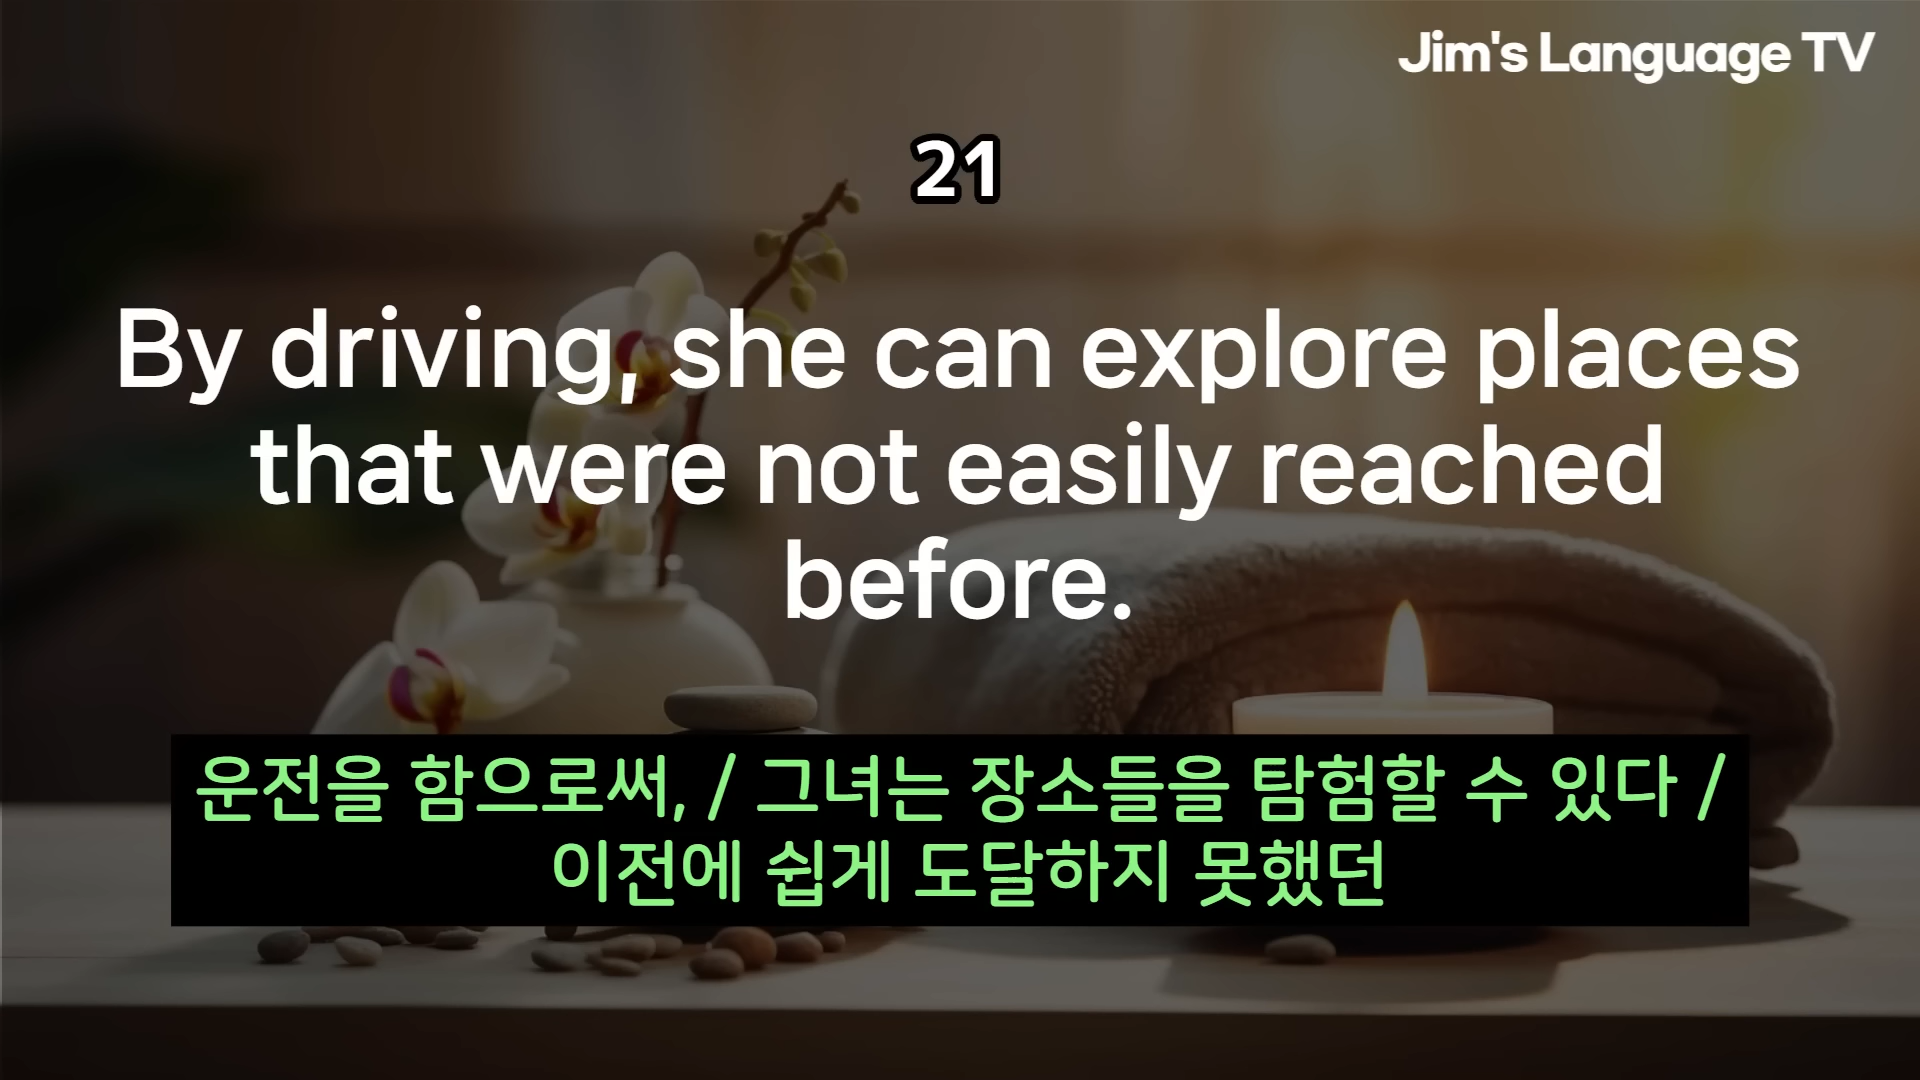 Jim's Language TV
21
By driving, she can explore places
that were not easily reached
before.
운전을 함으로써, / 그녀는 장소들을 탐험할 수 있다 /
이전에 쉽게 도달하지 못했던